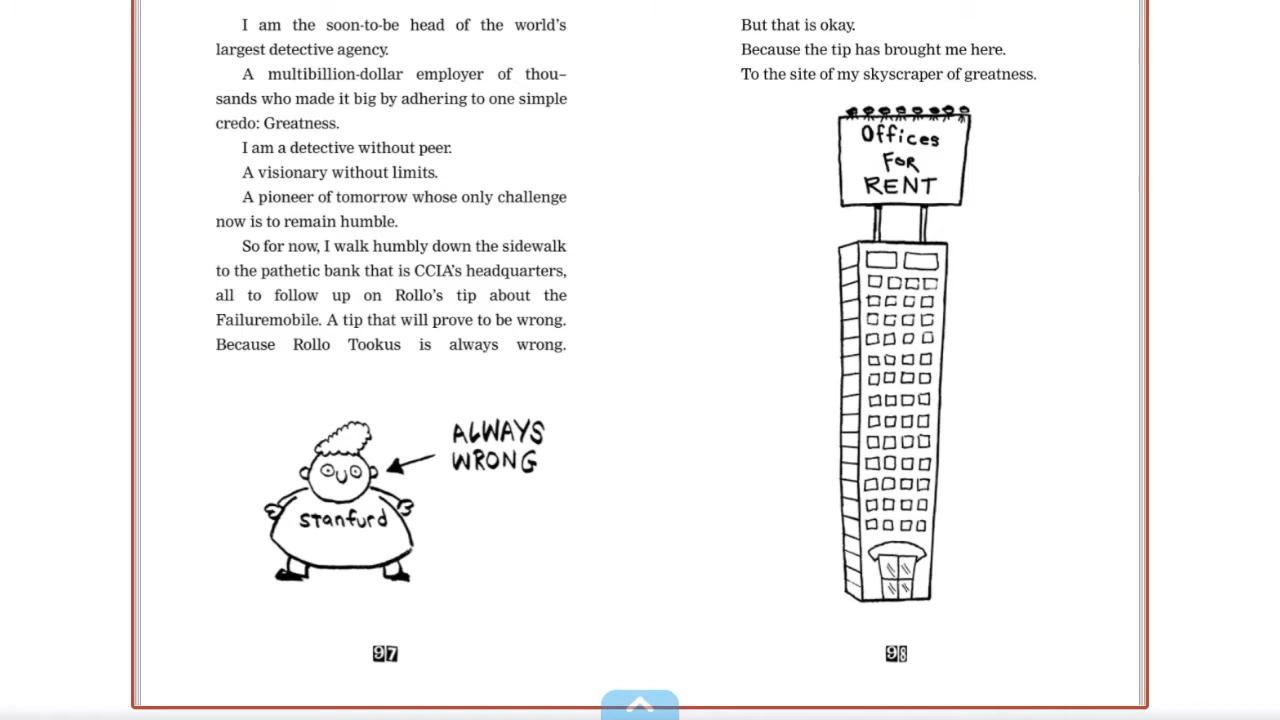 I am the soon-to-be head of the world’s
largest detective agency.
A multibillion-dollar employer of thou-
sands who made it big by adhering to one simple
credo: Greatness.
I am a detective without peer.
A visionary without limits.
A pioneer of tomorrow whose only challenge
now is to remain humble.
So for now, I walk humbly down the sidewalk
to the pathetic bank that is CCIA’s headquarters,
all to follow up on Rollo’s tip about the
Failuremobile. A tip that will prove to be wrong.
Because Rollo Tookus is always wrong.
ALWAYS
WRONG
Stanfurd
97
But that is okay.
Because the tip has brought me here.
To the site of my skyscraper of greatness.
Offices
FOR
RENT
98